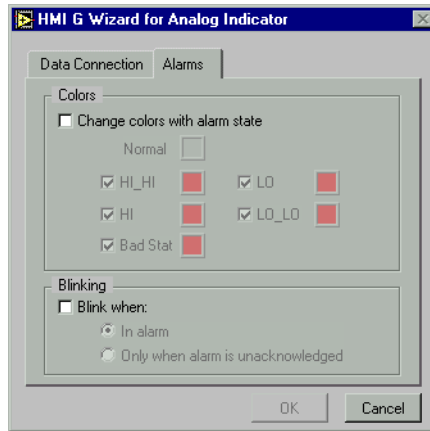 HMI G Wizard for Analog Indicator
Data Connection Alarms
Colors
Change colors with alarm state
Normal
HI_HI LO
HI LO_LO
Bad Stat
Blinking
Blink when:
In alarm
Only when alarm is unacknowledged
OK Cancel